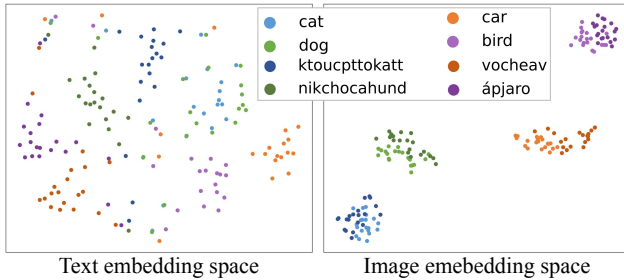 cat
dog
ktoucpttokatt
nikchocahund
car
bird
vocheav
ápjaro
Text embedding space
Image emebedding space